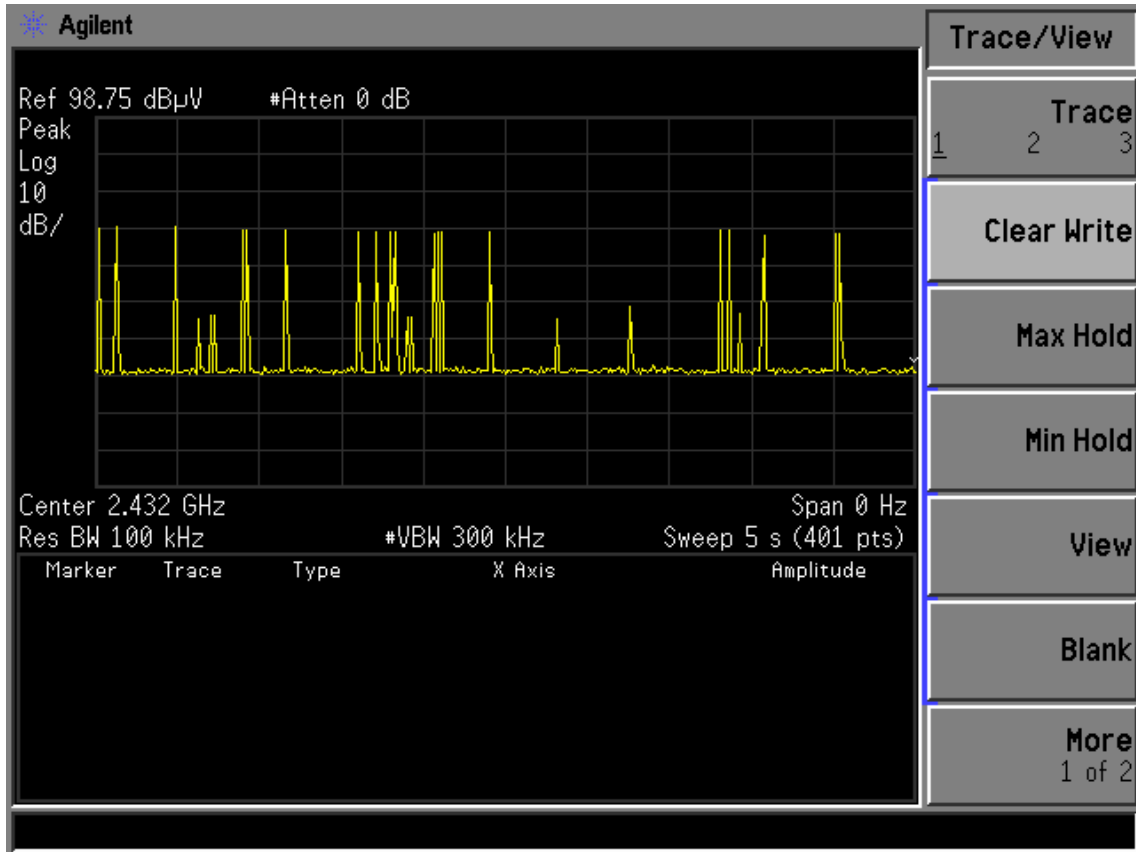 Agilent
Trace/View
Ref 98.75 dBµV #Atten 0 dB
Peak
Log
10
dB/
Center 2.432 GHz Span 0 Hz
Res BW 100 kHz #VBW 300 kHz Sweep 5 s (401 pts)
Marker Trace Type X Axis Amplitude
Trace
1 2 3
Clear Write
Max Hold
Min Hold
View
Blank
More
1 of 2